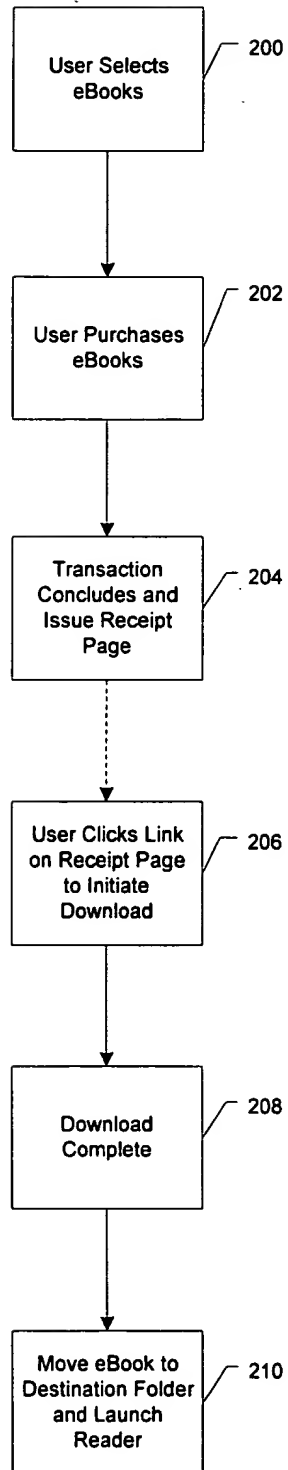 User Selects
eBooks
200
User Purchases
eBooks
202
Transaction
Concludes and
Issue Receipt
Page
204
User Clicks Link
on Receipt Page
to Initiate
Download
206
Download
Complete
208
Move eBook to
Destination Folder
and Launch
Reader
210